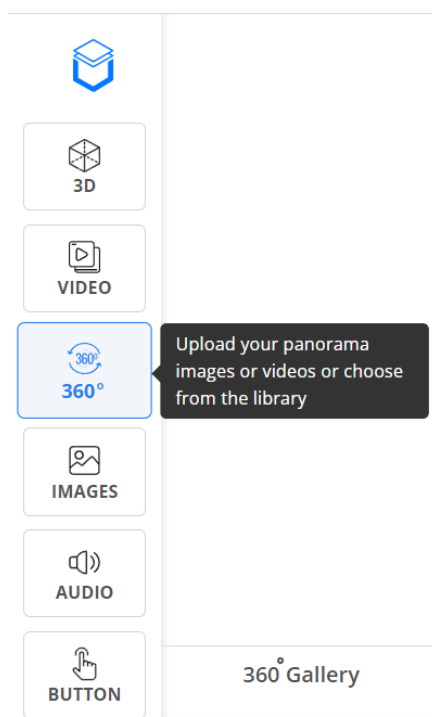 3D
VIDEO
360°
360°
Upload your panorama
images or videos or choose
from the library
IMAGES
AUDIO
BUTTON
360° Gallery